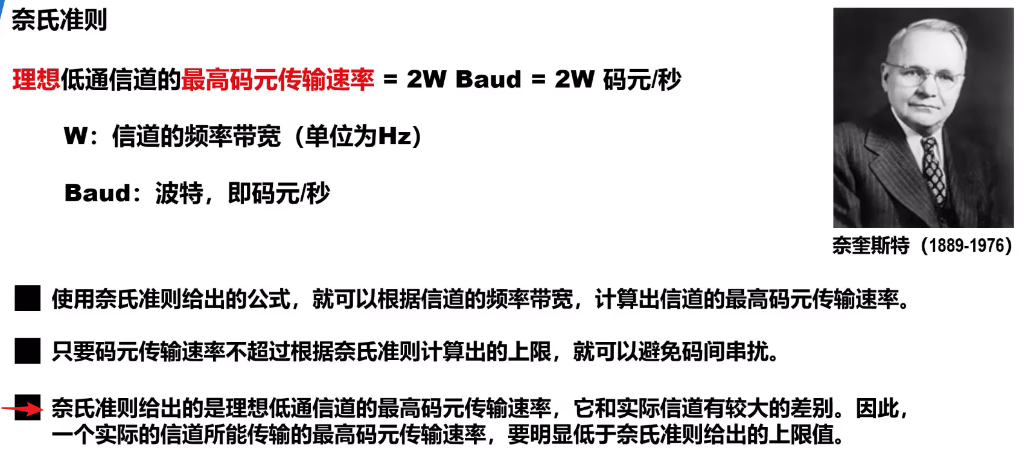 奈氏准则
理想低通信道的最高码元传输速率 = 2W Baud = 2W 码元/秒
W：信道的频率带宽（单位为Hz）
Baud：波特，即码元/秒
奈奎斯特（1889-1976）
使用奈氏准则给出的公式，就可以根据信道的频率带宽，计算出信道的最高码元传输速率。
只要码元传输速率不超过根据奈氏准则计算出的上限，就可以避免码间串扰。
奈氏准则给出的是理想低通信道的最高码元传输速率，它和实际信道有较大的差别。因此，
一个实际的信道所能传输的最高码元传输速率，要明显低于奈氏准则给出的上限值。